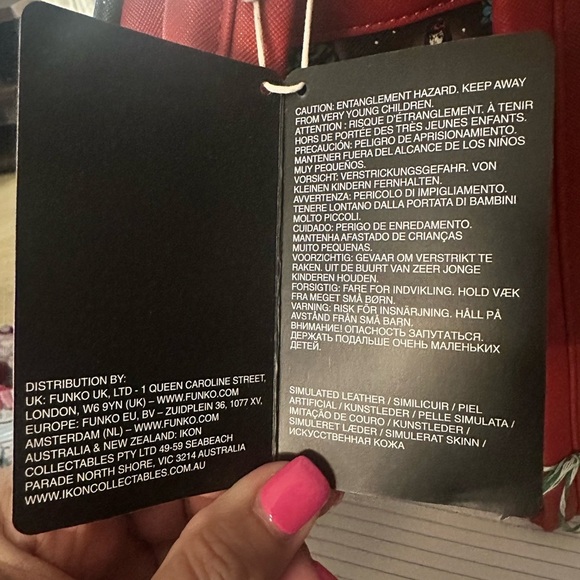 DISTRIBUTION BY:
UK: FUNKO UK, LTD - 1 QUEEN CAROLINE STREET,
LONDON, W6 9YN (UK) – WWW.FUNKO.COM
EUROPE: FUNKO EU, BV – ZUIDPLEIN 36, 1077 XV,
AMSTERDAM (NL) – WWW.FUNKO.COM
AUSTRALIA & NEW ZEALAND: IKON
COLLECTABLES PTY LTD 49-59 SEABEACH
PARADE NORTH SHORE, VIC 3214 AUSTRALIA
WWW.IKONCOLLECTABLES.COM.AU
CAUTION: ENTANGLEMENT HAZARD. KEEP AWAY
FROM VERY YOUNG CHILDREN.
ATTENTION : RISQUE D'ÉTRANGLEMENT. À TENIR
HORS DE PORTÉE DES TRÈS JEUNES ENFANTS.
PRECAUCIÓN: PELIGRO DE APRISIONAMIENTO.
MANTENER FUERA DEL ALCANCE DE LOS NIÑOS
MUY PEQUEÑOS.
VORSICHT: VERSTRICKUNGSGEFAHR. VON
KLEINEN KINDERN FERNHALTEN.
AVVERTENZA: PERICOLO DI IMPIGLIAMENTO.
TENERE LONTANO DALLA PORTATA DI BAMBINI
MOLTO PICCOLI.
CUIDADO: PERIGO DE ENREDAMENTO.
MANTENHA AFASTADO DE CRIANÇAS
MUITO PEQUENAS.
VOORZICHTIG: GEVAAR OM VERSTRIKT TE
RAKEN. UIT DE BUURT VAN ZEER JONGE
KINDEREN HOUDEN.
FORSIGTIG: FARE FOR INDVIKLING. HOLD VÆK
FRA MEGET SMÅ BØRN.
VARNING: RISK FÖR INSNÄRJNING. HÅLL PÅ
AVSTÅND FRÅN SMÅ BARN.
ВНИМАНИЕ! ОПАСНОСТЬ ЗАПУТАТЬСЯ.
ДЕРЖАТЬ ПОДАЛЬШЕ ОЧЕНЬ МАЛЕНЬКИХ
ДЕТЕЙ.
SIMULATED LEATHER / SIMILICUIR / PIEL
ARTIFICIAL / KUNSTLEDER / PELLE SIMULATA /
IMITAÇÃO DE COURO / KUNSTLEDER /
SIMULERET LÆDER / SIMULERAT SKINN /
ИСКУССТВЕННАЯ КОЖА